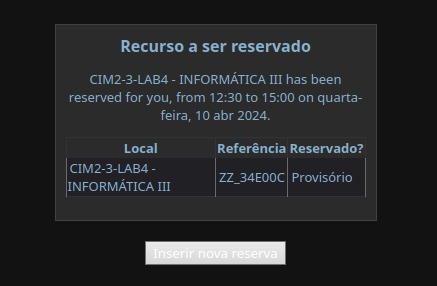 Recurso a ser reservado
CIM2-3-LAB4 - INFORMÁTICA III has been
reserved for you, from 12:30 to 15:00 on quarta-
feira, 10 abr 2024.
Local Referência Reservado?
CIM2-3-LAB4 -
INFORMÁTICA III ZZ_34E00C Provisório
Inserir nova reserva